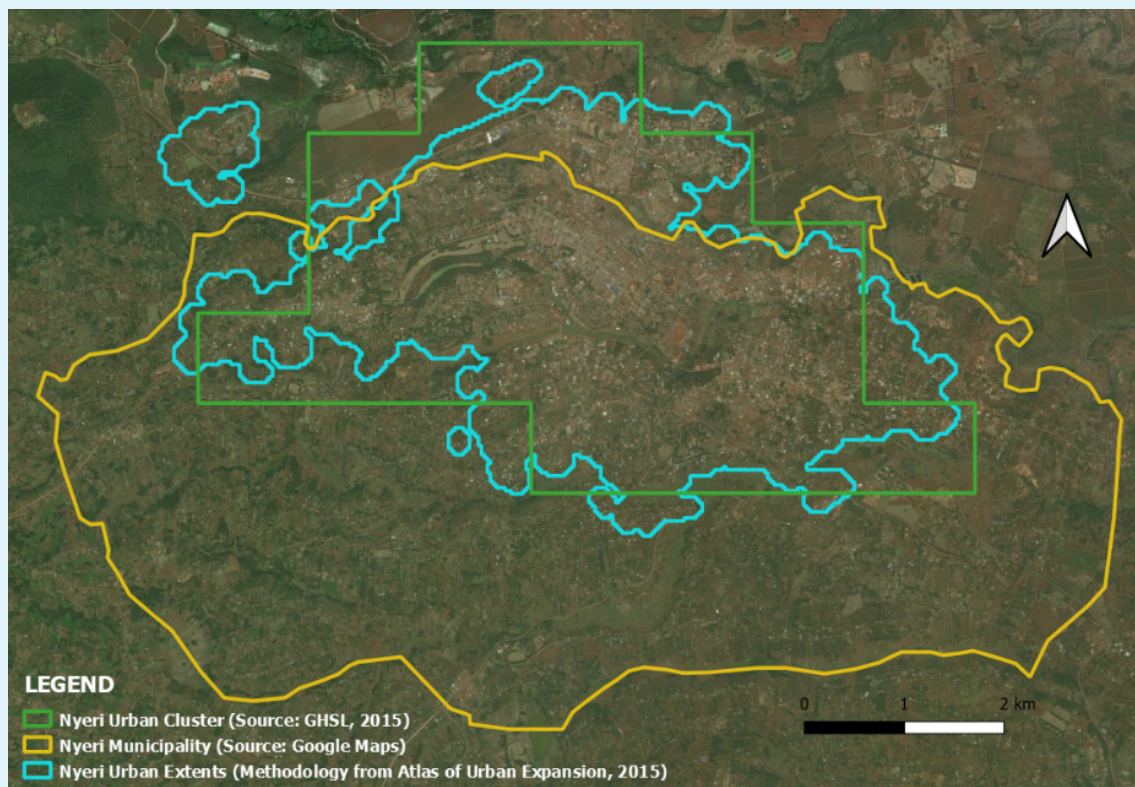 LEGEND
Nyeri Urban Cluster (Source: GHSL, 2015)
Nyeri Municipality (Source: Google Maps)
Nyeri Urban Extents (Methodology from Atlas of Urban Expansion, 2015)
0 1 2 km